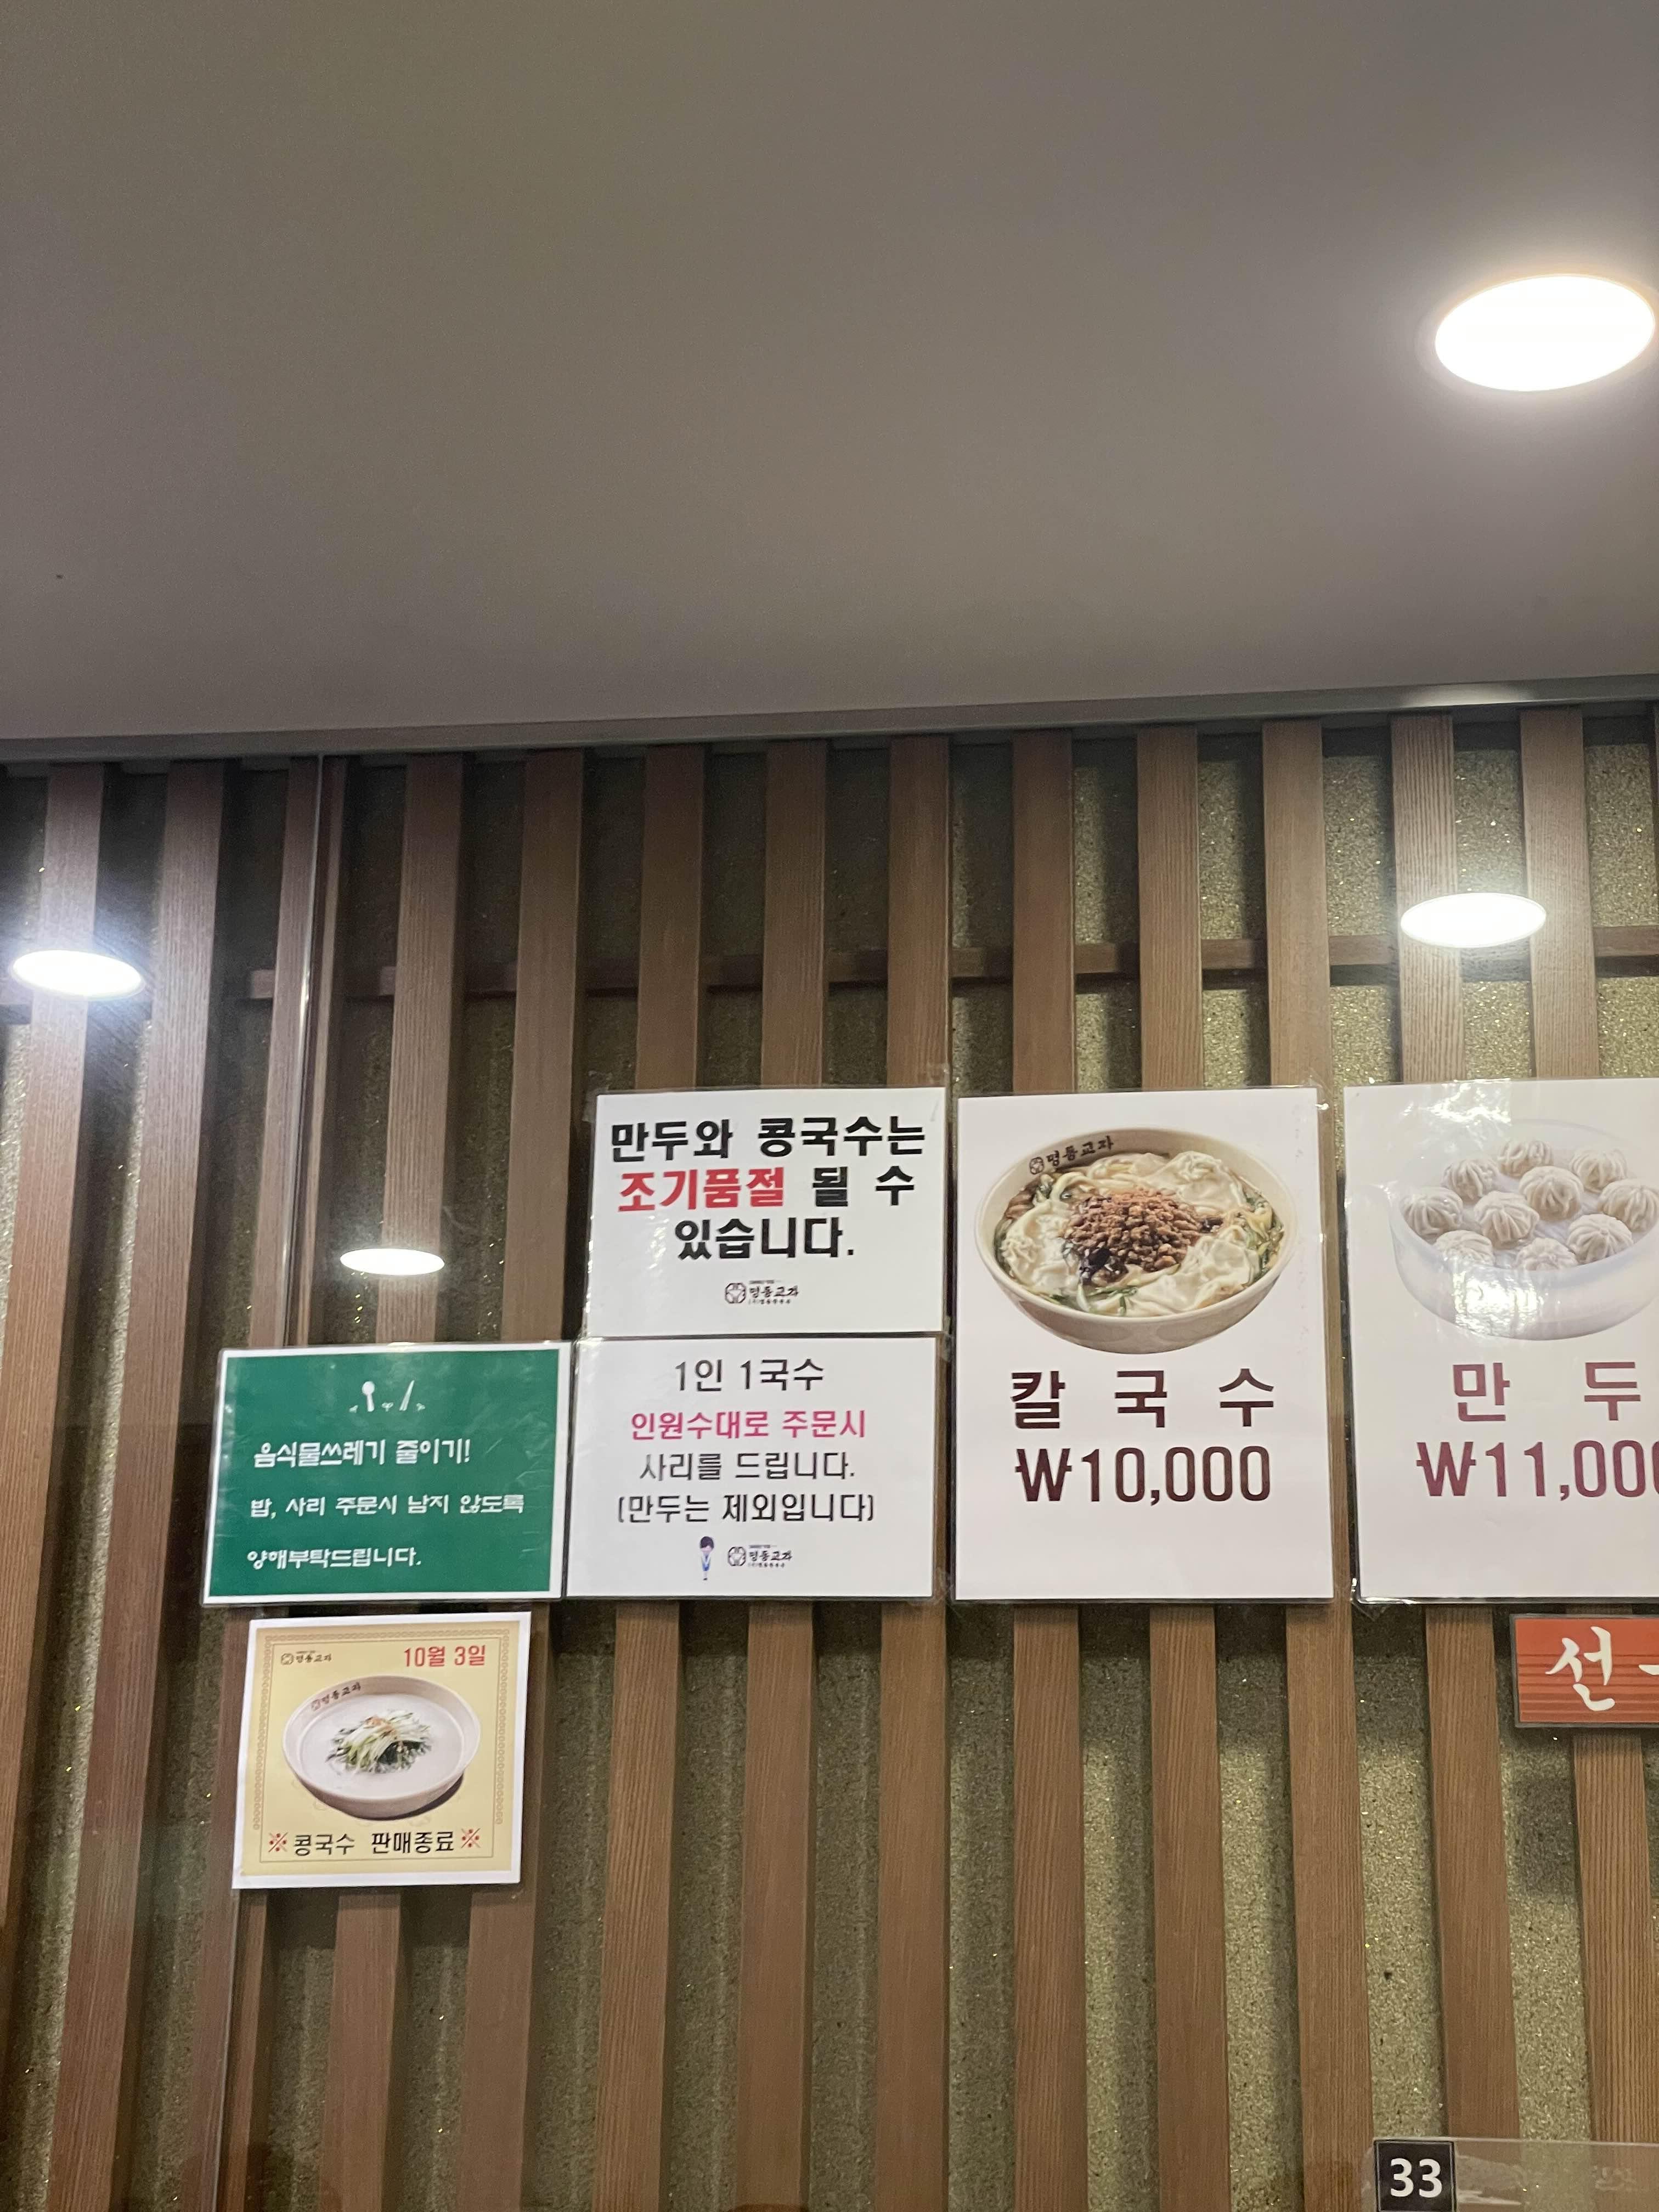 만두와 콩국수는
조기품절 될 수
있습니다.
명동교자
1인 1국수
인원수대로 주문시
사리를 드립니다.
(만두는 제외입니다)
명동교자
명동교자
칼국수
₩10,000
만두
₩11,000
음식물쓰레기 줄이기!
밥, 사리 주문시 남지 않도록
양해부탁드립니다.
명동교자
10월 3일
명동교자
※콩국수 판매종료※
선
33